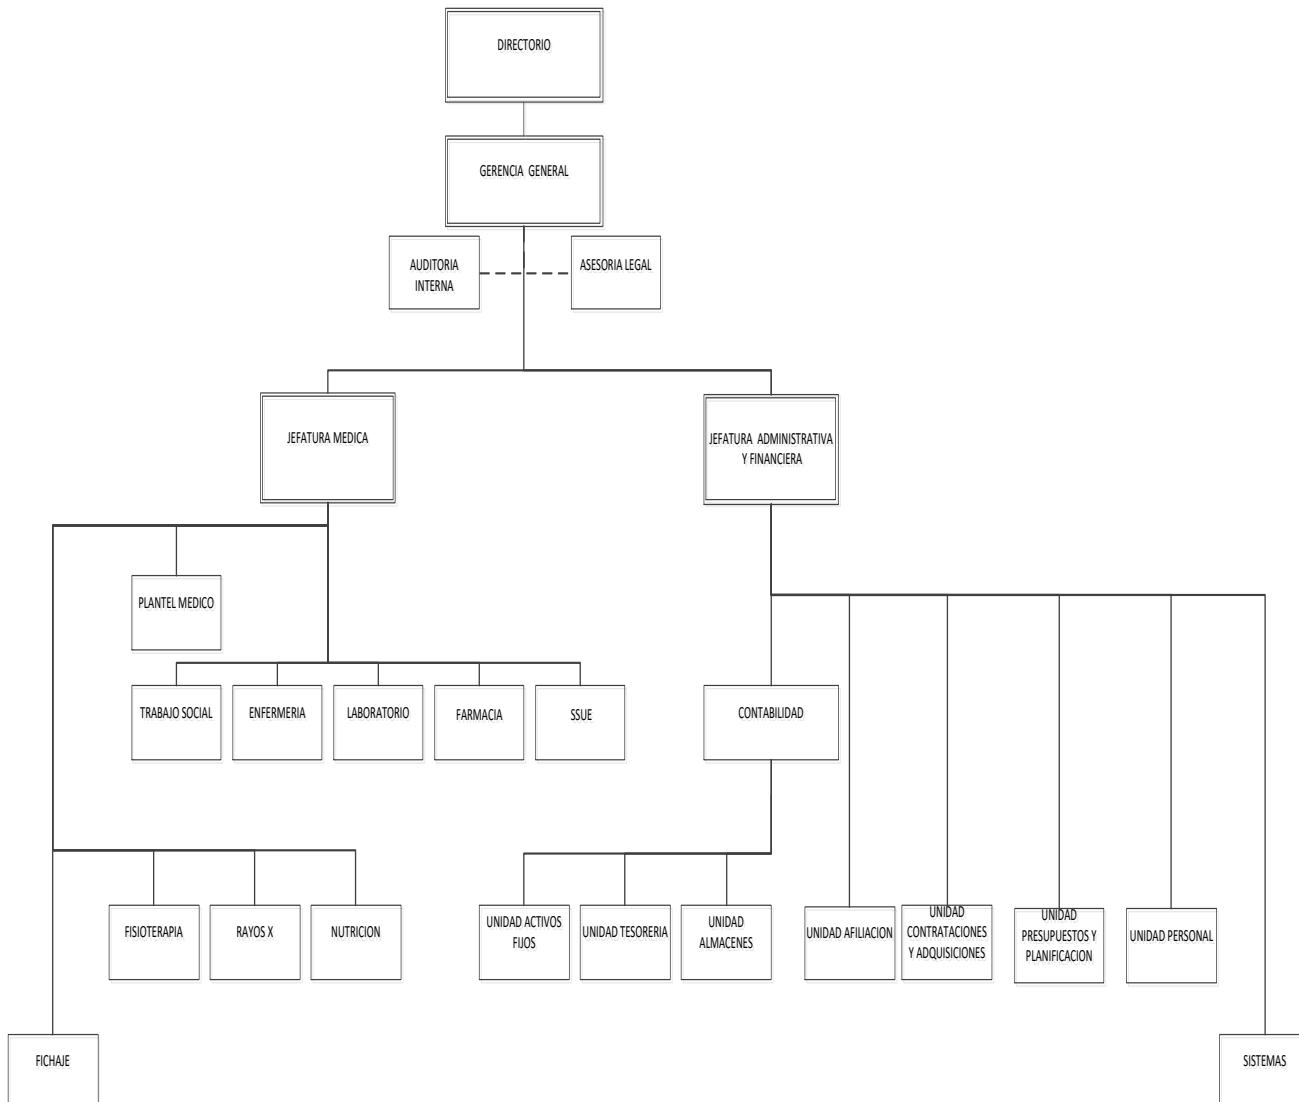 DIRECTORIO
GERENCIA GENERAL
AUDITORIA
INTERNA
ASESORIA LEGAL
JEFATURA MEDICA
JEFATURA ADMINISTRATIVA
Y FINANCIERA
PLANTEL MEDICO
TRABAJO SOCIAL
ENFERMERIA
LABORATORIO
FARMACIA
SSUE
CONTABILIDAD
FISIOTERAPIA
RAYOS X
NUTRICION
UNIDAD ACTIVOS
FIJOS
UNIDAD TESORERIA
UNIDAD
ALMACENES
UNIDAD AFILIACION
UNIDAD
CONTRATACIONES
Y ADQUISICIONES
UNIDAD
PRESUPUESTOS Y
PLANIFICACION
UNIDAD PERSONAL
FICHAJE
SISTEMAS